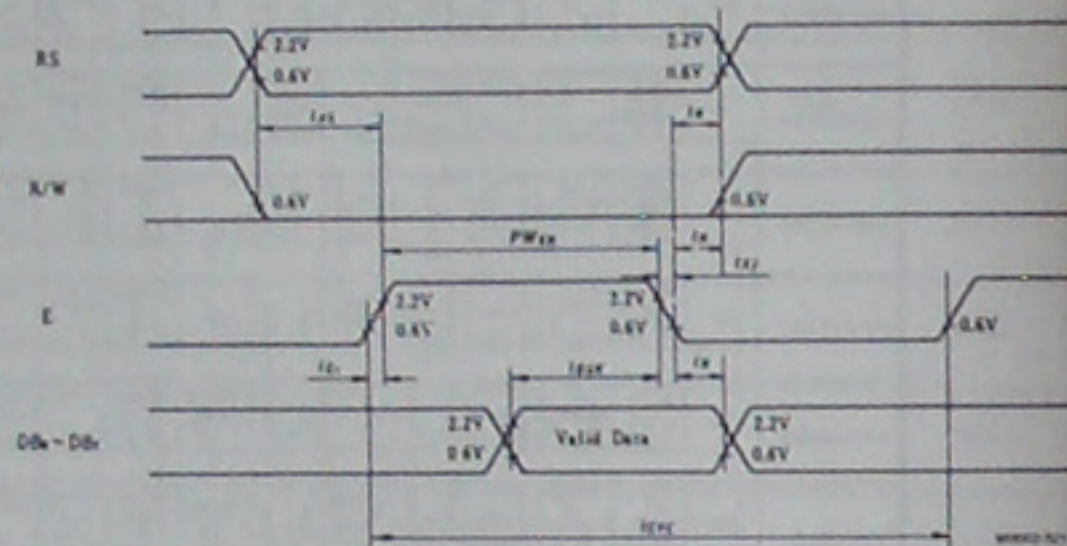 RS
2.2V 2.2V
0.6V 0.6V
tAS tH
R/W
0.6V 0.6V
PWEH tH
tEf
E
2.2V 2.2V
0.6V 0.6V 0.6V
tEr tDSW tH
DB0~DB7
2.2V Valid Data 2.2V
0.6V 0.6V
tCYC